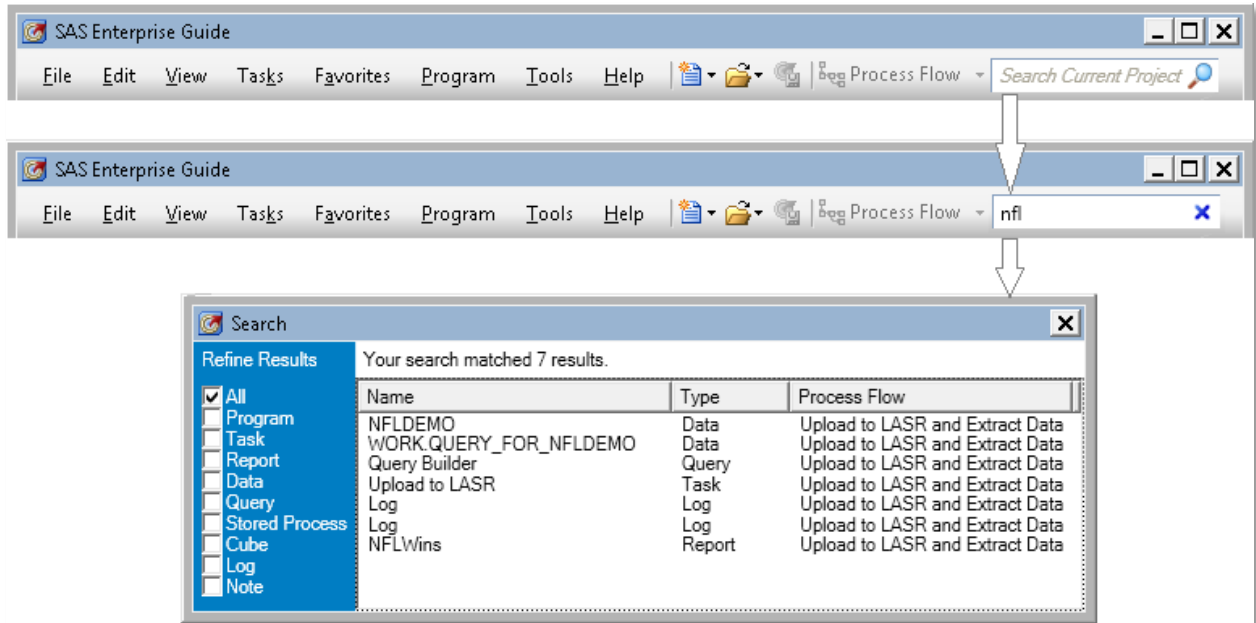 SAS Enterprise Guide
File Edit View Tasks Favorites Program Tools Help Process Flow Search Current Project
SAS Enterprise Guide
File Edit View Tasks Favorites Program Tools Help Process Flow nfl
Search
Refine Results Your search matched 7 results.
All Name Type Process Flow
Program NFLDEMO Data Upload to LASR and Extract Data
Task WORK.QUERY_FOR_NFLDEMO Data Upload to LASR and Extract Data
Report Query Builder Query Upload to LASR and Extract Data
Data Upload to LASR Task Upload to LASR and Extract Data
Query Log Log Upload to LASR and Extract Data
Stored Process Log Log Upload to LASR and Extract Data
Cube NFLWins Report Upload to LASR and Extract Data
Log
Note